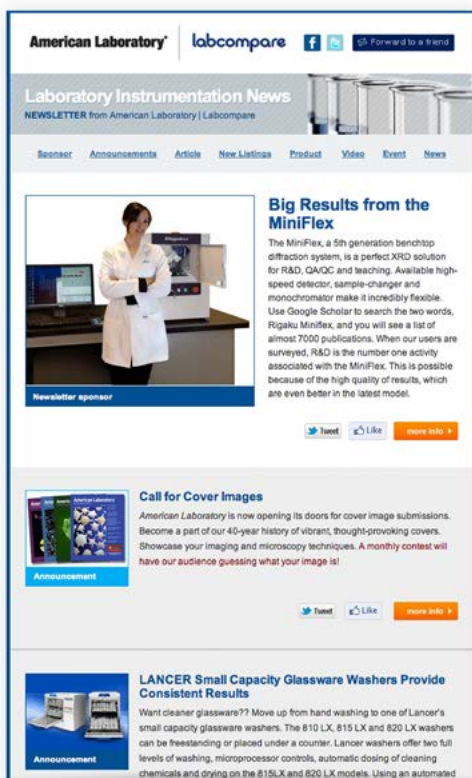 American Laboratory®
labcompare
Forward to a friend
Laboratory Instrumentation News
NEWSLETTER from American Laboratory | Labcompare
Sponsor Announcements Article New Listings Product Video Event News
Big Results from the
MiniFlex
The MiniFlex, a 5th generation benchtop
diffraction system, is a perfect XRD solution
for R&D, QA/QC and teaching. Available high-
speed detector, sample-changer and
monochromator make it incredibly flexible.
Use Google Scholar to search the two words,
Rigaku Miniflex, and you will see a list of
almost 7000 publications. When our users are
surveyed, R&D is the number one activity
associated with the MiniFlex. This is possible
because of the high quality of results, which
are even better in the latest model.
Newsletter sponsor
Tweet Like more info
Call for Cover Images
American Laboratory is now opening its doors for cover image submissions.
Become a part of our 40-year history of vibrant, thought-provoking covers.
Showcase your imaging and microscopy techniques. A monthly contest will
have our audience guessing what your image is!
American Laboratory
Announcement
Tweet Like more info
LANCER Small Capacity Glassware Washers Provide
Consistent Results
Want cleaner glassware?? Move up from hand washing to one of Lancer's
small capacity glassware washers. The 810 LX, 815 LX and 820 LX washers
can be freestanding or placed under a counter. Lancer washers offer two full
levels of washing, microprocessor controls, automatic dosing of cleaning
chemicals and drying on the 815LX and 820 LX models. Using an automated
Announcement